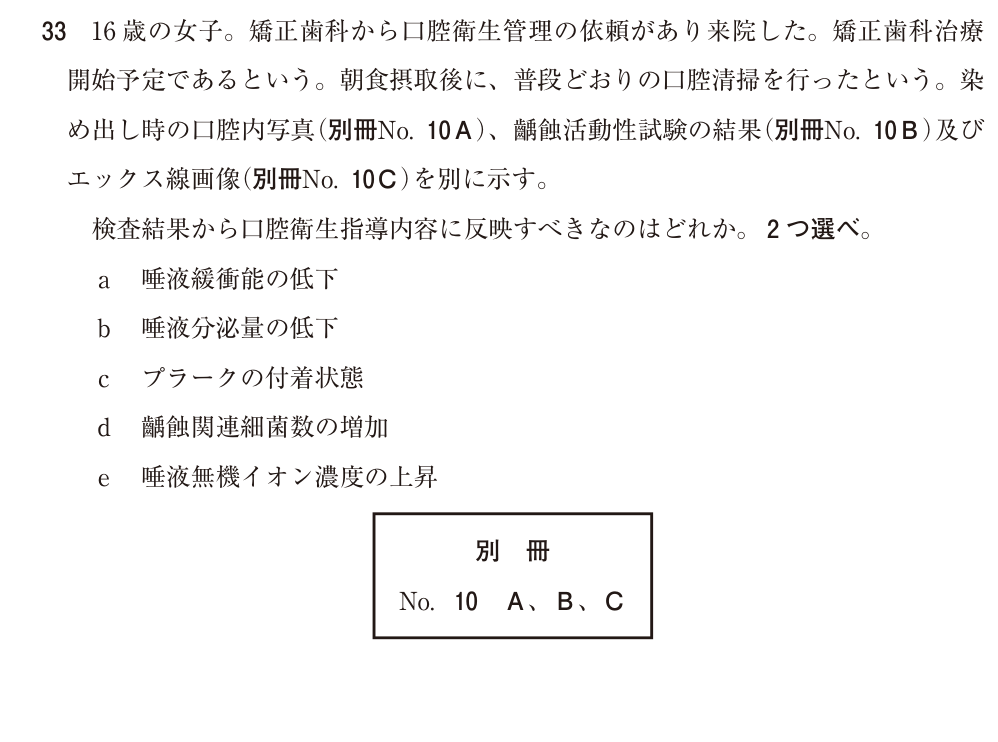 33 16歳の女子。矯正歯科から口腔衛生管理の依頼があり来院した。矯正歯科治療
開始予定であるという。朝食摂取後に、普段どおりの口腔清掃を行ったという。染
め出し時の口腔内写真(別冊No. 10A)、齲蝕活動性試験の結果(別冊No. 10B)及び
エックス線画像(別冊No. 10C)を別に示す。
検査結果から口腔衛生指導内容に反映すべきなのはどれか。2つ選べ。
a 唾液緩衝能の低下
b 唾液分泌量の低下
c プラークの付着状態
d 齲蝕関連細菌数の増加
e 唾液無機イオン濃度の上昇
別 冊
No. 10 A、B、C